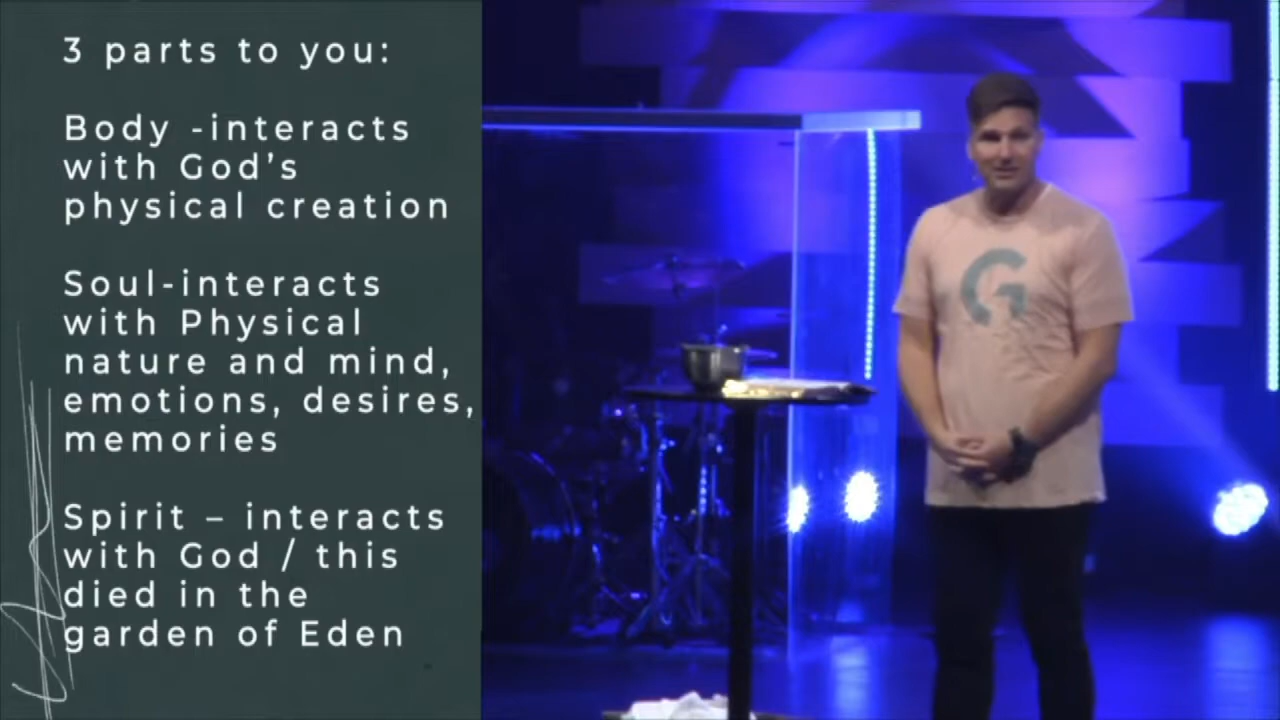 3 parts to you:
Body -interacts
with God's
physical creation
Soul-interacts
with Physical
nature and mind,
emotions, desires,
memories
Spirit – interacts
with God / this
died in the
garden of Eden
G